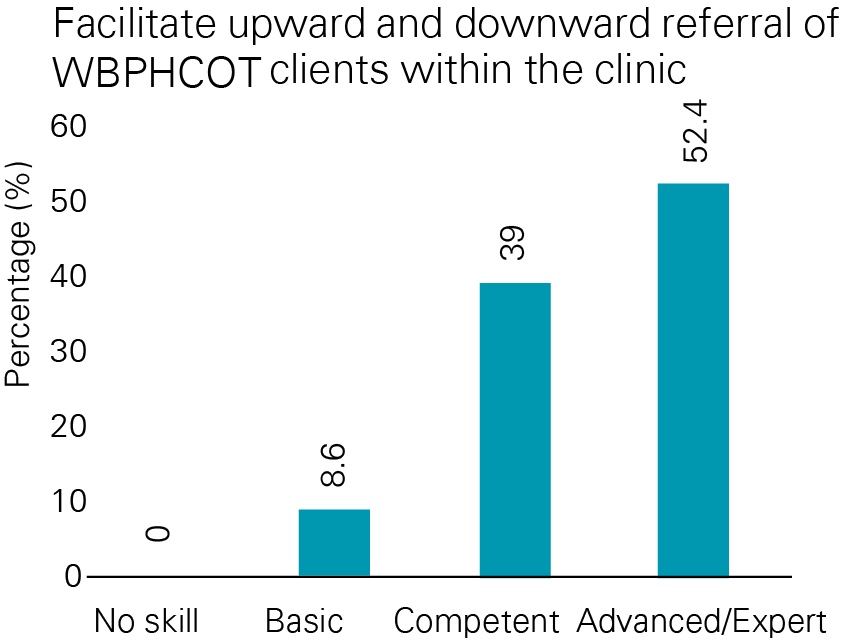 Facilitate upward and downward referral of
WBPHCOT clients within the clinic
Percentage (%)
60
50
40
30
20
10
0
0
8.6
39
52.4
No skill
Basic
Competent
Advanced/Expert